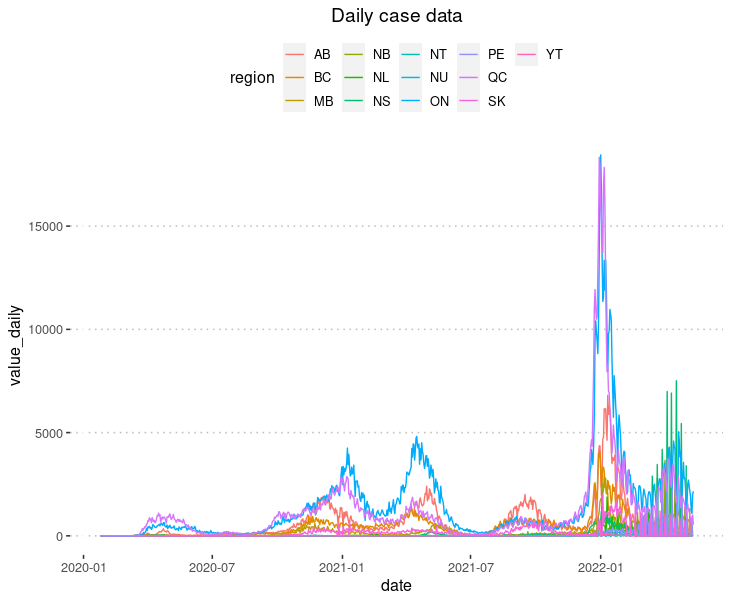 Daily case data
region
AB NB NT PE YT
BC NL NU QC
MB NS ON SK
value_daily
15000
10000
5000
0
2020-01 2020-07 2021-01 2021-07 2022-01
date